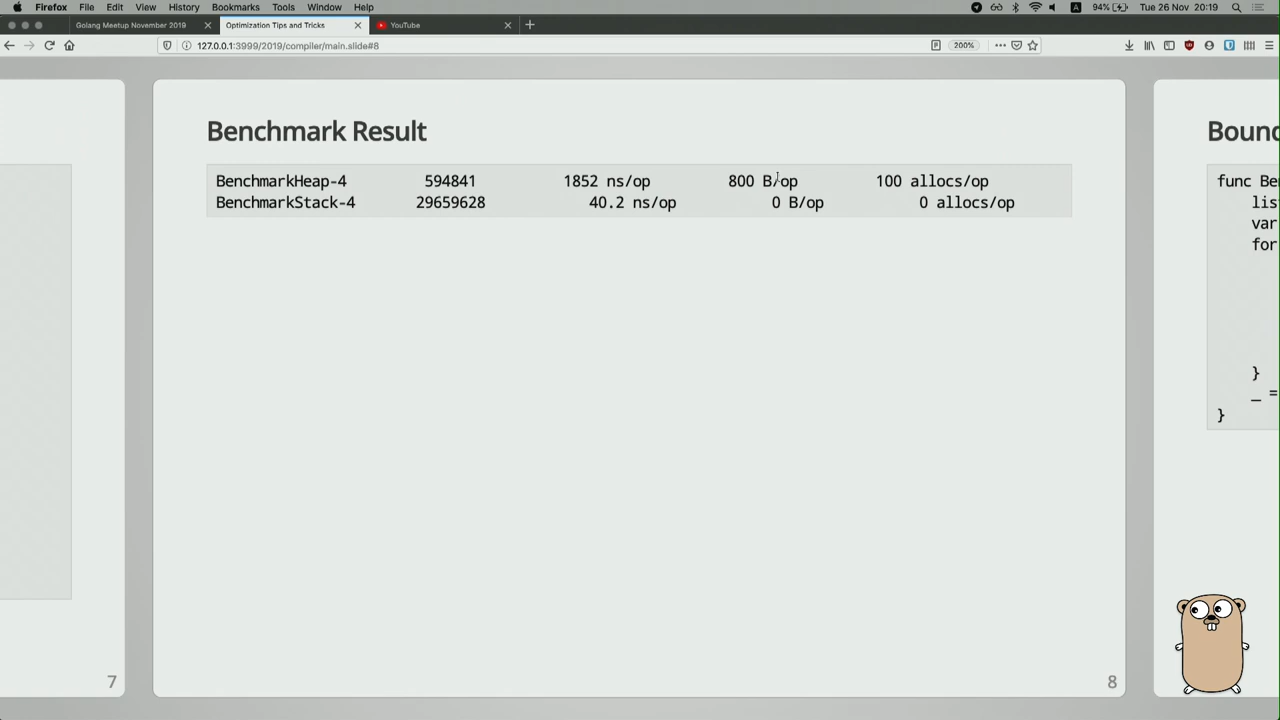 Firefox File Edit View History Bookmarks Tools Window Help A 94% Tue 26 Nov 20:19
Golang Meetup November 2019 Optimization Tips and Tricks YouTube
127.0.0.1:3999/2019/compiler/main.slide#8 200%
Benchmark Result
BenchmarkHeap-4 594841 1852 ns/op 800 B/op 100 allocs/op
BenchmarkStack-4 29659628 40.2 ns/op 0 B/op 0 allocs/op
7
8
Bound
func Be
lis
var
for
}
_ =
}